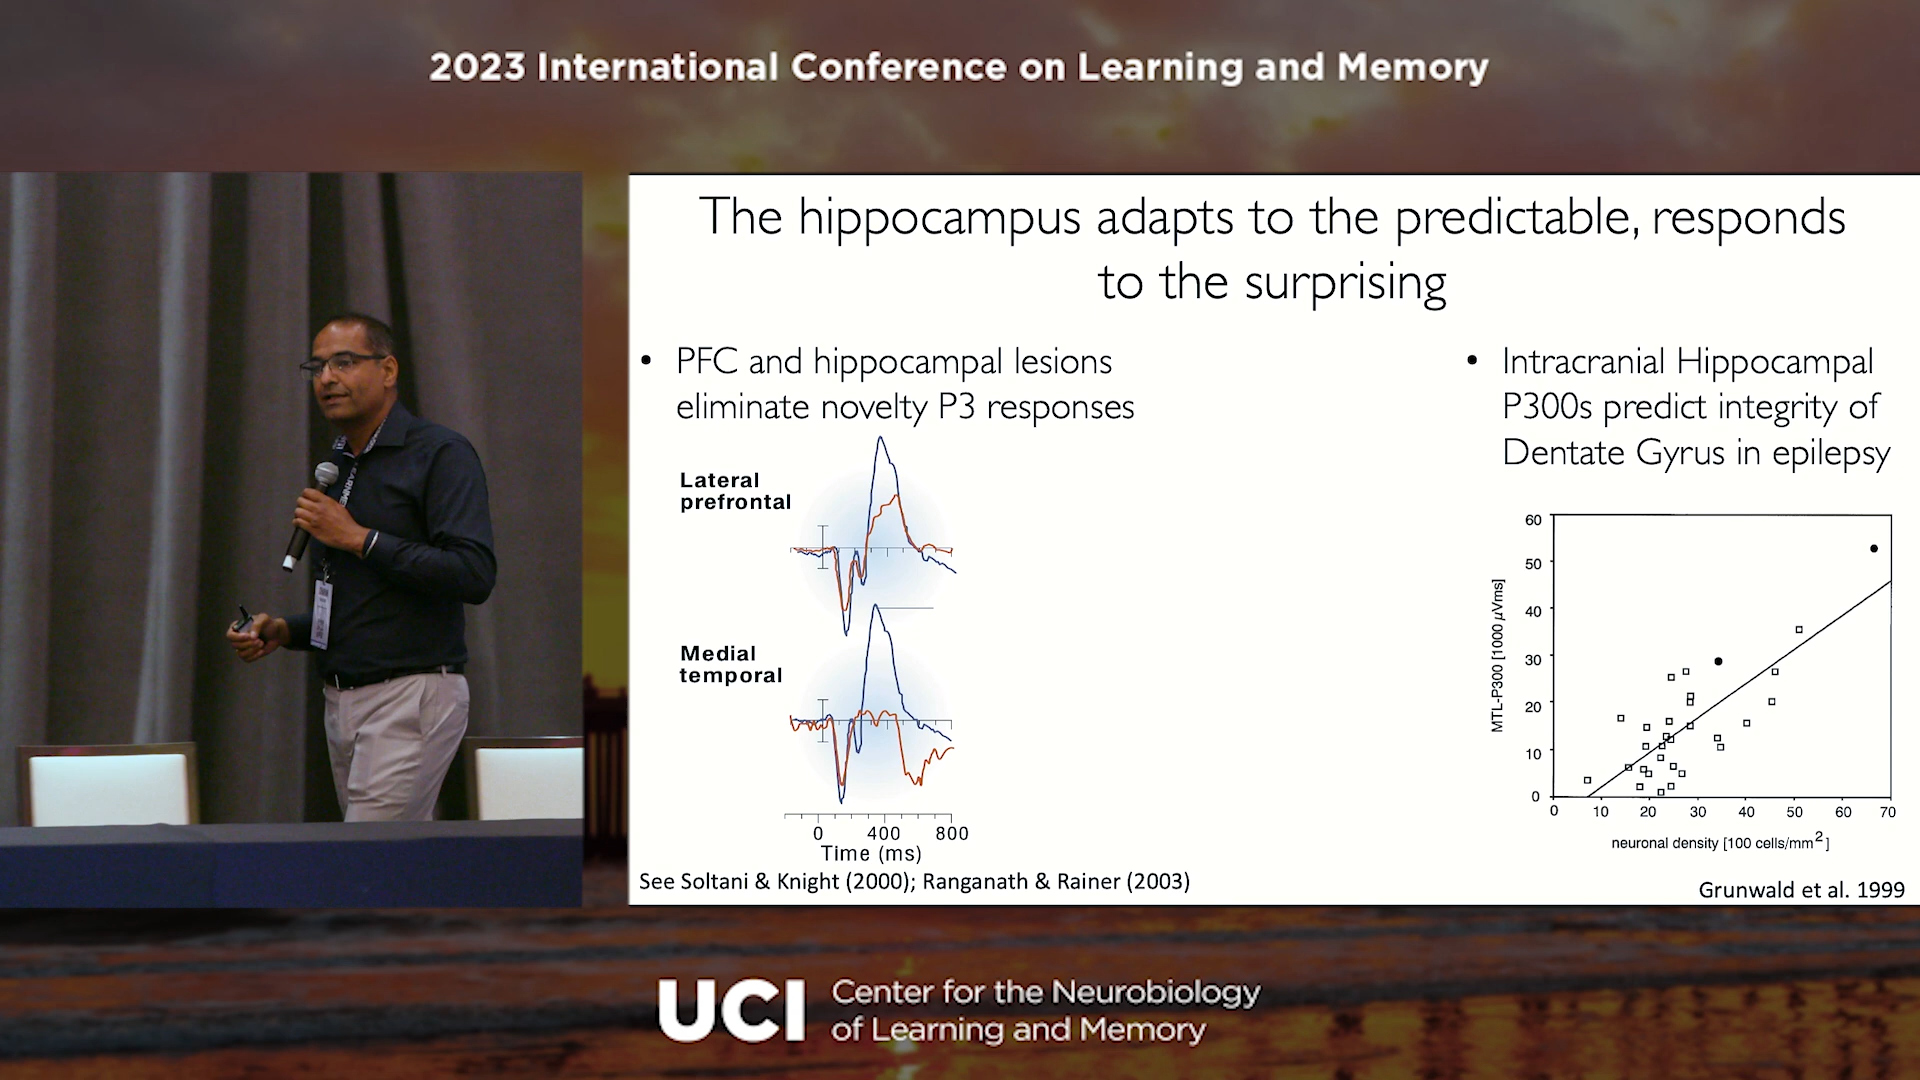 2023 International Conference on Learning and Memory
The hippocampus adapts to the predictable, responds
to the surprising
• PFC and hippocampal lesions
eliminate novelty P3 responses
Lateral
prefrontal
Medial
temporal
0 400 800
Time (ms)
See Soltani & Knight (2000); Ranganath & Rainer (2003)
• Intracranial Hippocampal
P300s predict integrity of
Dentate Gyrus in epilepsy
MTL-P300 [1000 µVms]
60
50
40
30
20
10
0
0 10 20 30 40 50 60 70
neuronal density [100 cells/mm2]
Grunwald et al. 1999
UCI
Center for the Neurobiology
of Learning and Memory